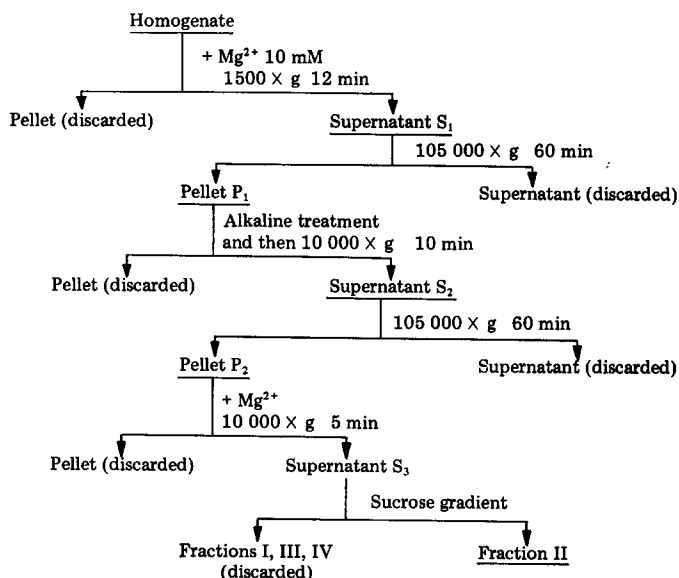 Homogenate
+ Mg²⁺ 10 mM
1500 × g 12 min
Pellet (discarded)
Supernatant S₁
105 000 × g 60 min
Pellet P₁
Supernatant (discarded)
Alkaline treatment
and then 10 000 × g 10 min
Pellet (discarded)
Supernatant S₂
105 000 × g 60 min
Pellet P₂
Supernatant (discarded)
+ Mg²⁺
10 000 × g 5 min
Pellet (discarded)
Supernatant S₃
Sucrose gradient
Fractions I, III, IV
(discarded)
Fraction II